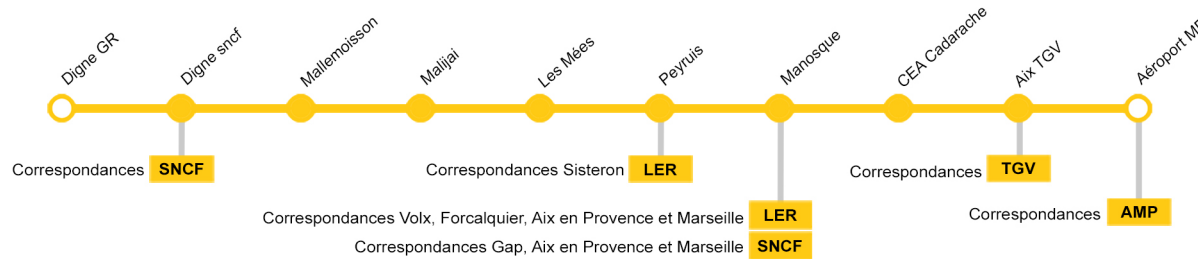 Digne GR
Digne sncf
Mallemoisson
Malijai
Les Mées
Peyruis
Manosque
CEA Cadarache
Aix TGV
Aéroport
Correspondances SNCF
Correspondances Sisteron LER
Correspondances TGV
Correspondances Volx, Forcalquier, Aix en Provence et Marseille LER
Correspondances AMP
Correspondances Gap, Aix en Provence et Marseille SNCF